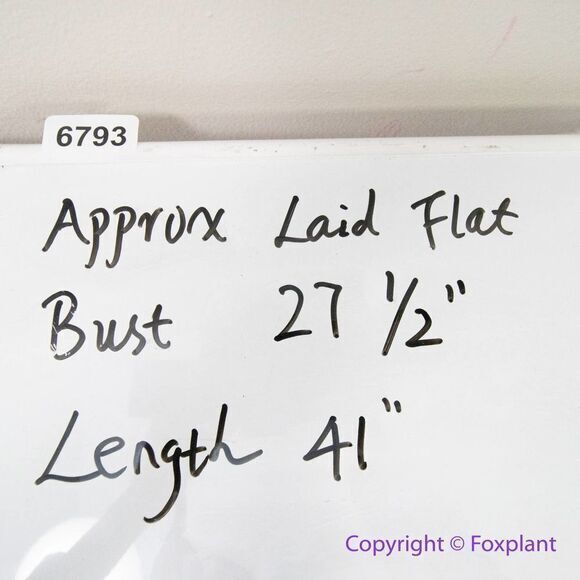 6793
Approx Laid Flat
Bust 27 1/2"
Length 41"
Copyright © Foxplant